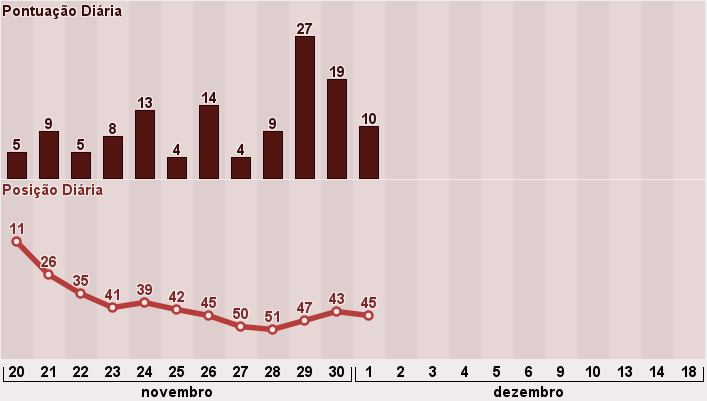 Pontuação Diária
5 9 5 8 13 4 14 4 9 27 19 10
Posição Diária
11 26 35 41 39 42 45 50 51 47 43 45
20 21 22 23 24 25 26 27 28 29 30 1 2 3 4 5 6 9 10 13 14 18
novembro dezembro